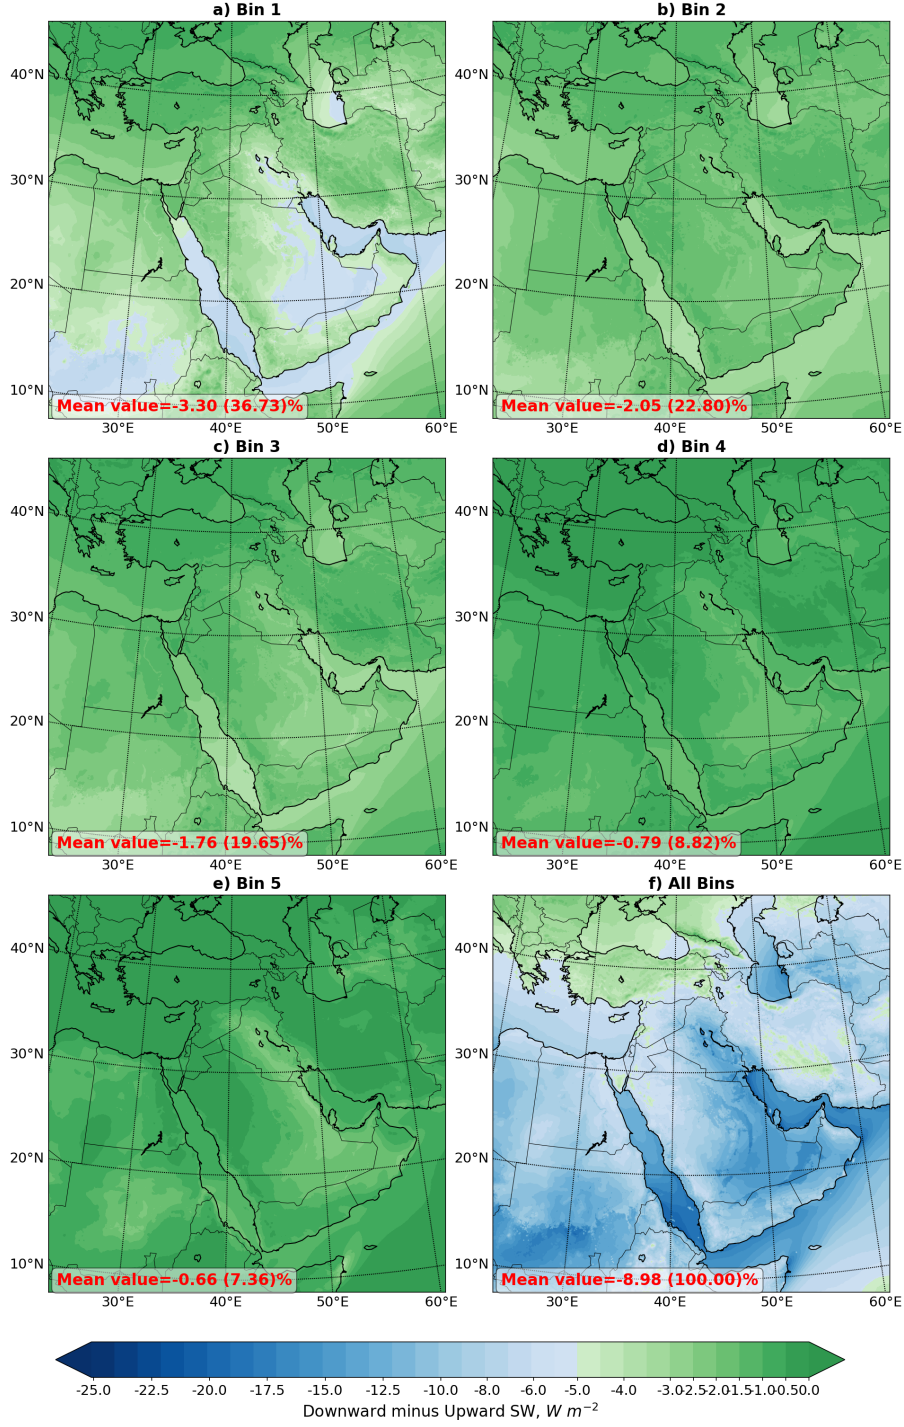 a) Bin 1
b) Bin 2
40°N
30°N
20°N
10°N
40°N
30°N
20°N
10°N
Mean value=-3.30 (36.73)%
Mean value=-2.05 (22.80)%
30°E 40°E 50°E 60°E
30°E 40°E 50°E 60°E
c) Bin 3
d) Bin 4
40°N
30°N
20°N
10°N
40°N
30°N
20°N
10°N
Mean value=-1.76 (19.65)%
Mean value=-0.79 (8.82)%
30°E 40°E 50°E 60°E
30°E 40°E 50°E 60°E
e) Bin 5
f) All Bins
40°N
30°N
20°N
10°N
40°N
30°N
20°N
10°N
Mean value=-0.66 (7.36)%
Mean value=-8.98 (100.00)%
30°E 40°E 50°E 60°E
30°E 40°E 50°E 60°E
-25.0 -22.5 -20.0 -17.5 -15.0 -12.5 -10.0 -8.0 -6.0 -5.0 -4.0 -3.0 -2.5 -2.0 -1.5 -1.0 -0.5 0.0
Downward minus Upward SW, W m⁻²